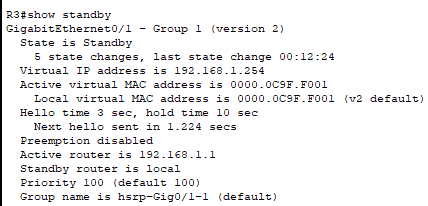 R3#show standby
GigabitEthernet0/1 - Group 1 (version 2)
State is Standby
5 state changes, last state change 00:12:24
Virtual IP address is 192.168.1.254
Active virtual MAC address is 0000.0C9F.F001
Local virtual MAC address is 0000.0C9F.F001 (v2 default)
Hello time 3 sec, hold time 10 sec
Next hello sent in 1.224 secs
Preemption disabled
Active router is 192.168.1.1
Standby router is local
Priority 100 (default 100)
Group name is hsrp-Gig0/1-1 (default)